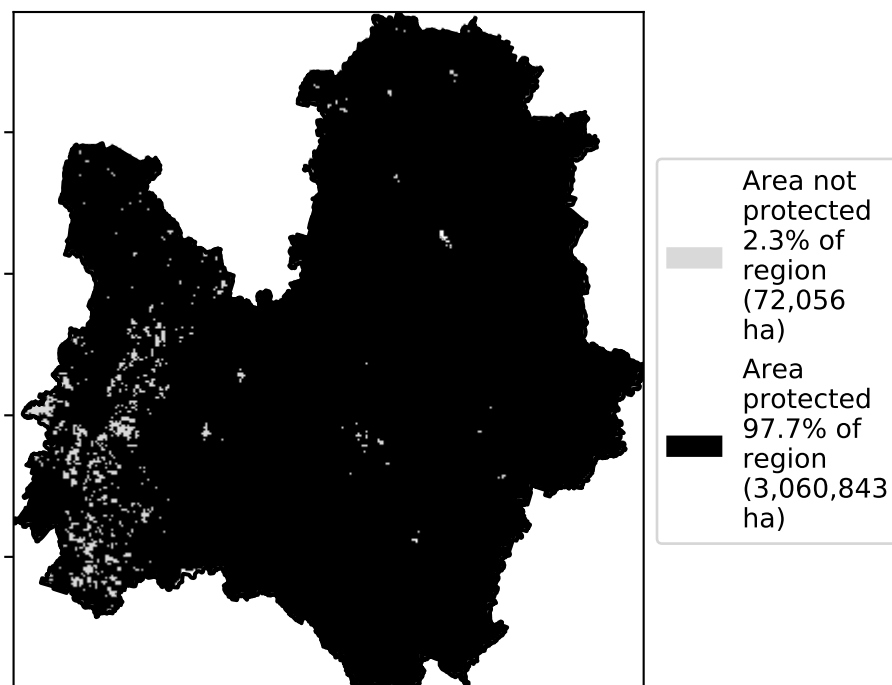 Area not
protected
2.3% of
region
(72,056
ha)
Area
protected
97.7% of
region
(3,060,843
ha)